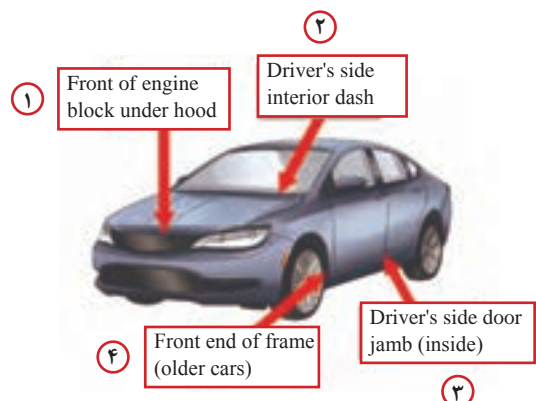 ۱
Front of engine
block under hood
۲
Driver's side
interior dash
۳
Driver's side door
jamb (inside)
۴
Front end of frame
(older cars)